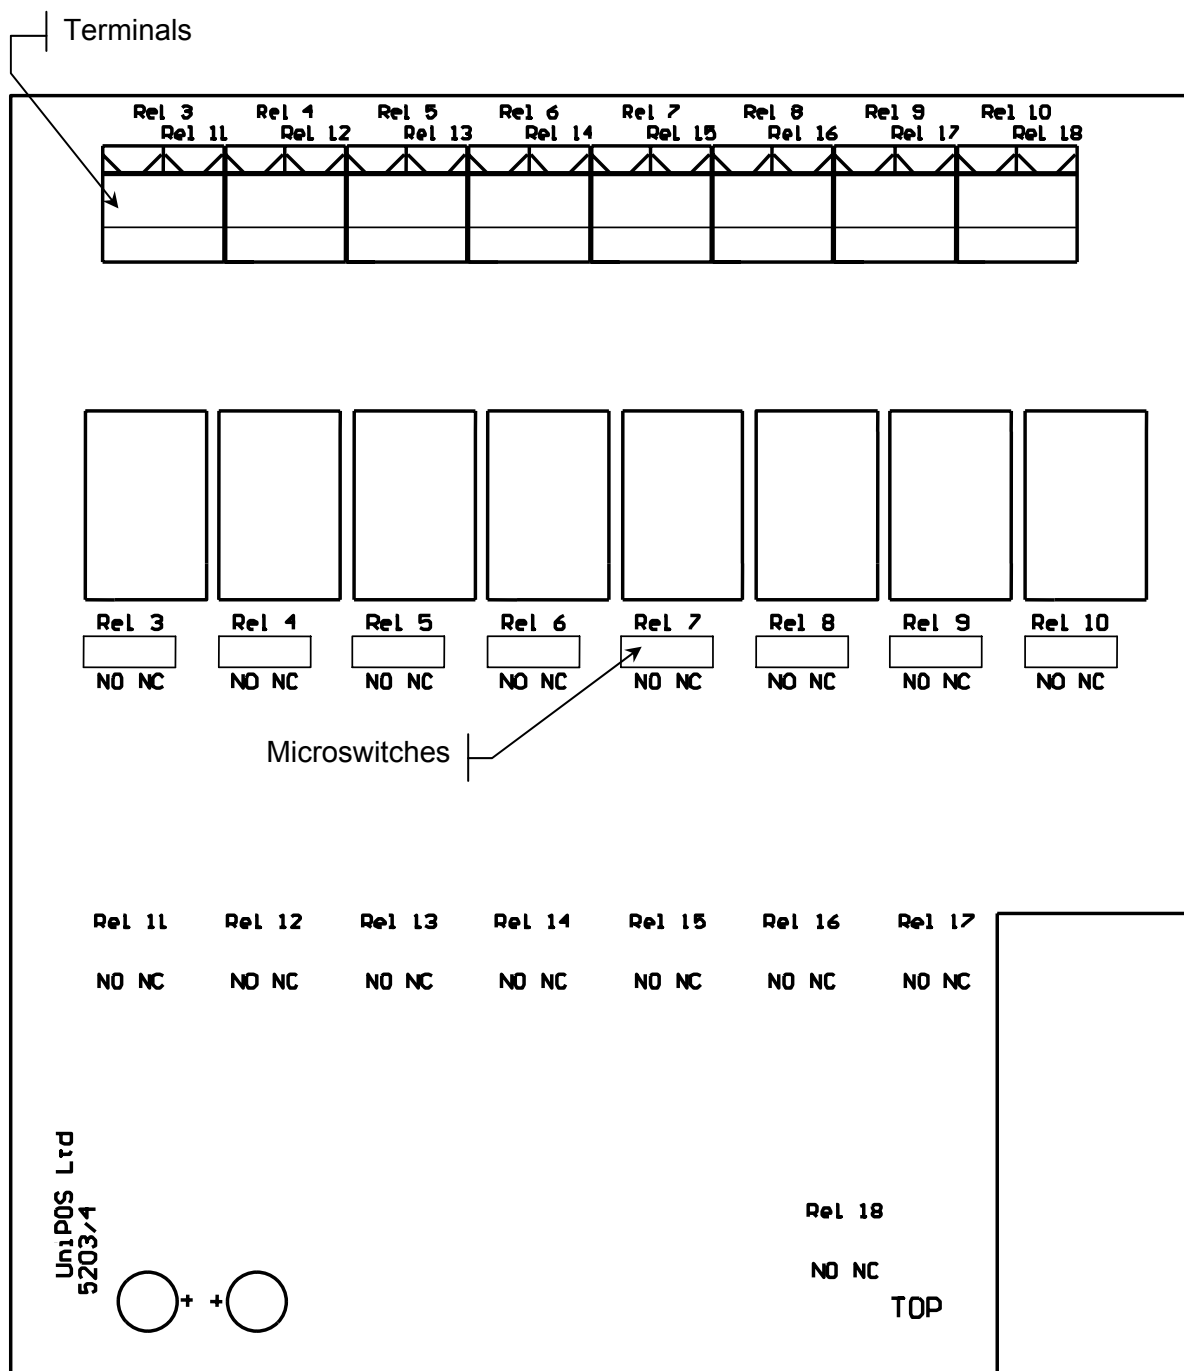 Terminals
Rel 3 Rel 4 Rel 5 Rel 6 Rel 7 Rel 8 Rel 9 Rel 10
Rel 11 Rel 12 Rel 13 Rel 14 Rel 15 Rel 16 Rel 17 Rel 18
Rel 3 Rel 4 Rel 5 Rel 6 Rel 7 Rel 8 Rel 9 Rel 10
NO NC NO NC NO NC NO NC NO NC NO NC NO NC NO NC
Microswitches
Rel 11 Rel 12 Rel 13 Rel 14 Rel 15 Rel 16 Rel 17
NO NC NO NC NO NC NO NC NO NC NO NC NO NC
UniPOS Ltd
5203/4
Rel 18
NO NC
+ +
TOP